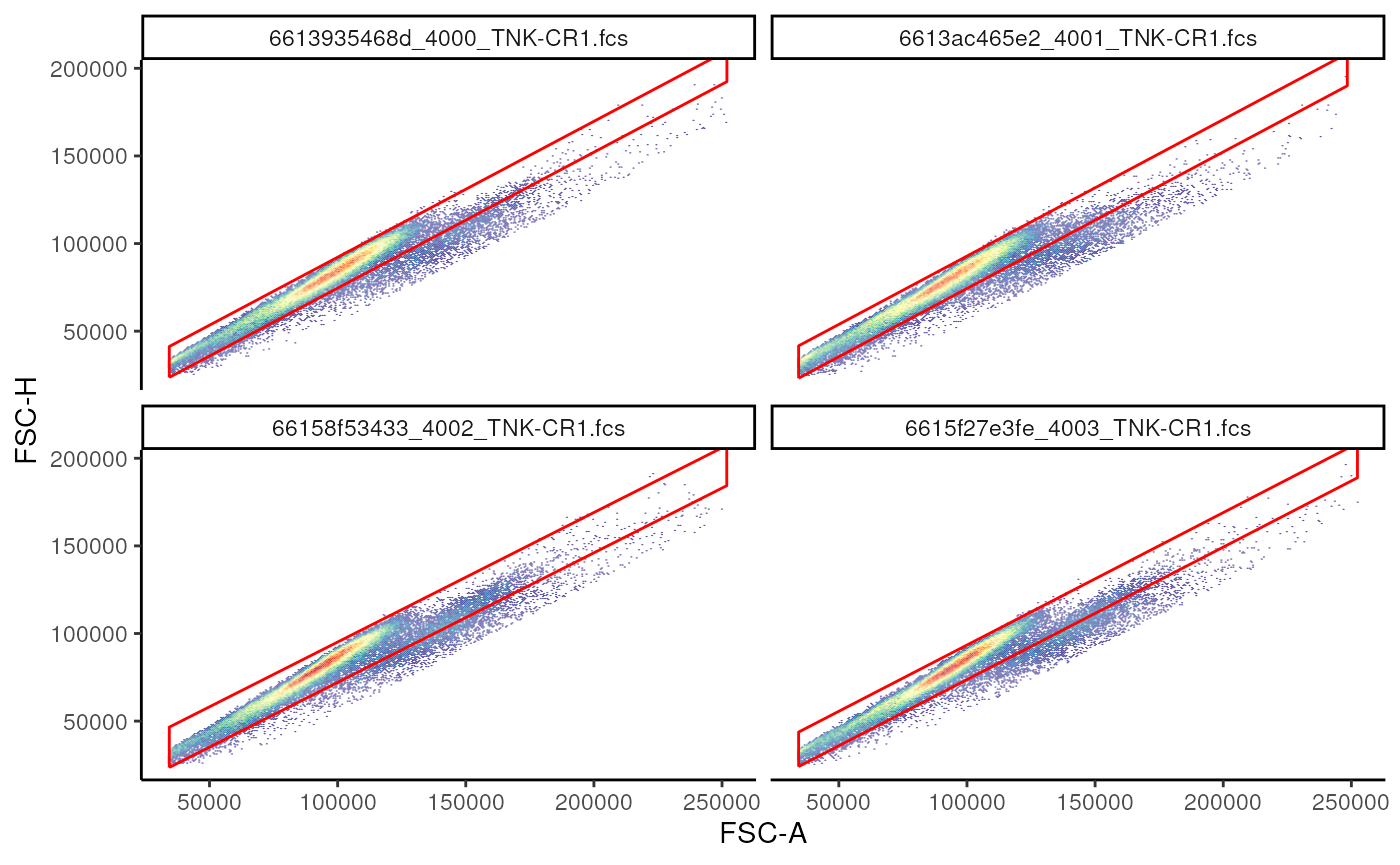 6613935468d_4000_TNK-CR1.fcs
6613ac465e2_4001_TNK-CR1.fcs
200000
150000
100000
50000
66158f53433_4002_TNK-CR1.fcs
6615f27e3fe_4003_TNK-CR1.fcs
200000
150000
100000
50000
FSC-H
50000 100000 150000 200000 250000
50000 100000 150000 200000 250000
FSC-A